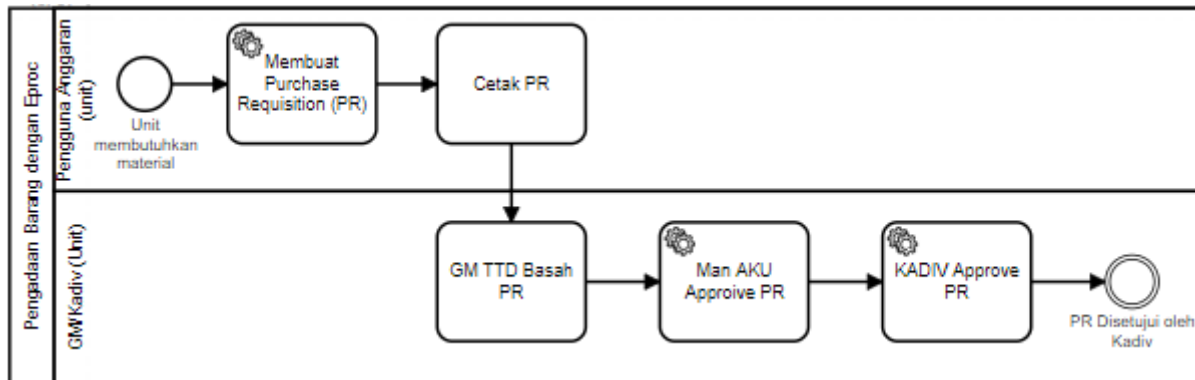 Pengadaan Barang dengan Eproc
Pengguna Anggaran
(unit)
Unit
membutuhkan
material
Membuat
Purchase
Requisition (PR)
Cetak PR
GM/Kadiv (Unit)
GM TTD Basah
PR
Man AKU
Approive PR
KADIV Approve
PR
PR Disetujui oleh
Kadiv